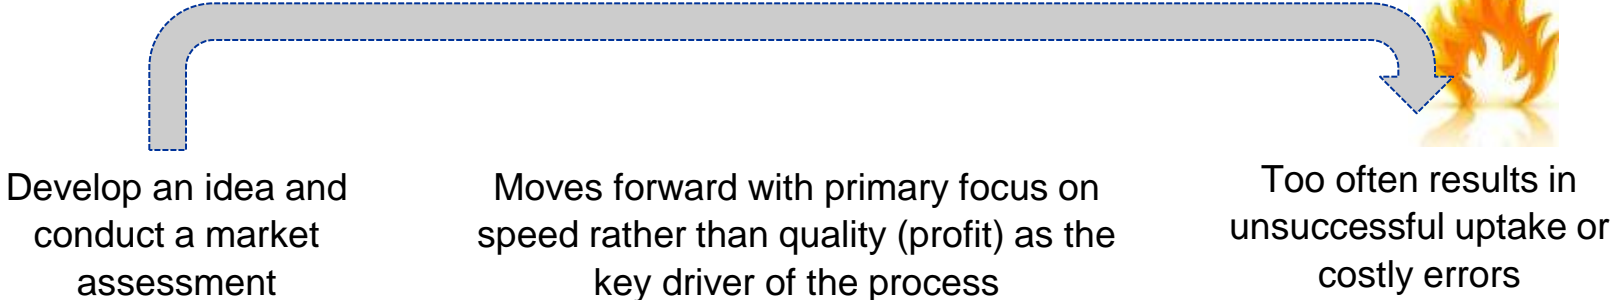 Develop an idea and
conduct a market
assessment
Moves forward with primary focus on
speed rather than quality (profit) as the
key driver of the process
Too often results in
unsuccessful uptake or
costly errors